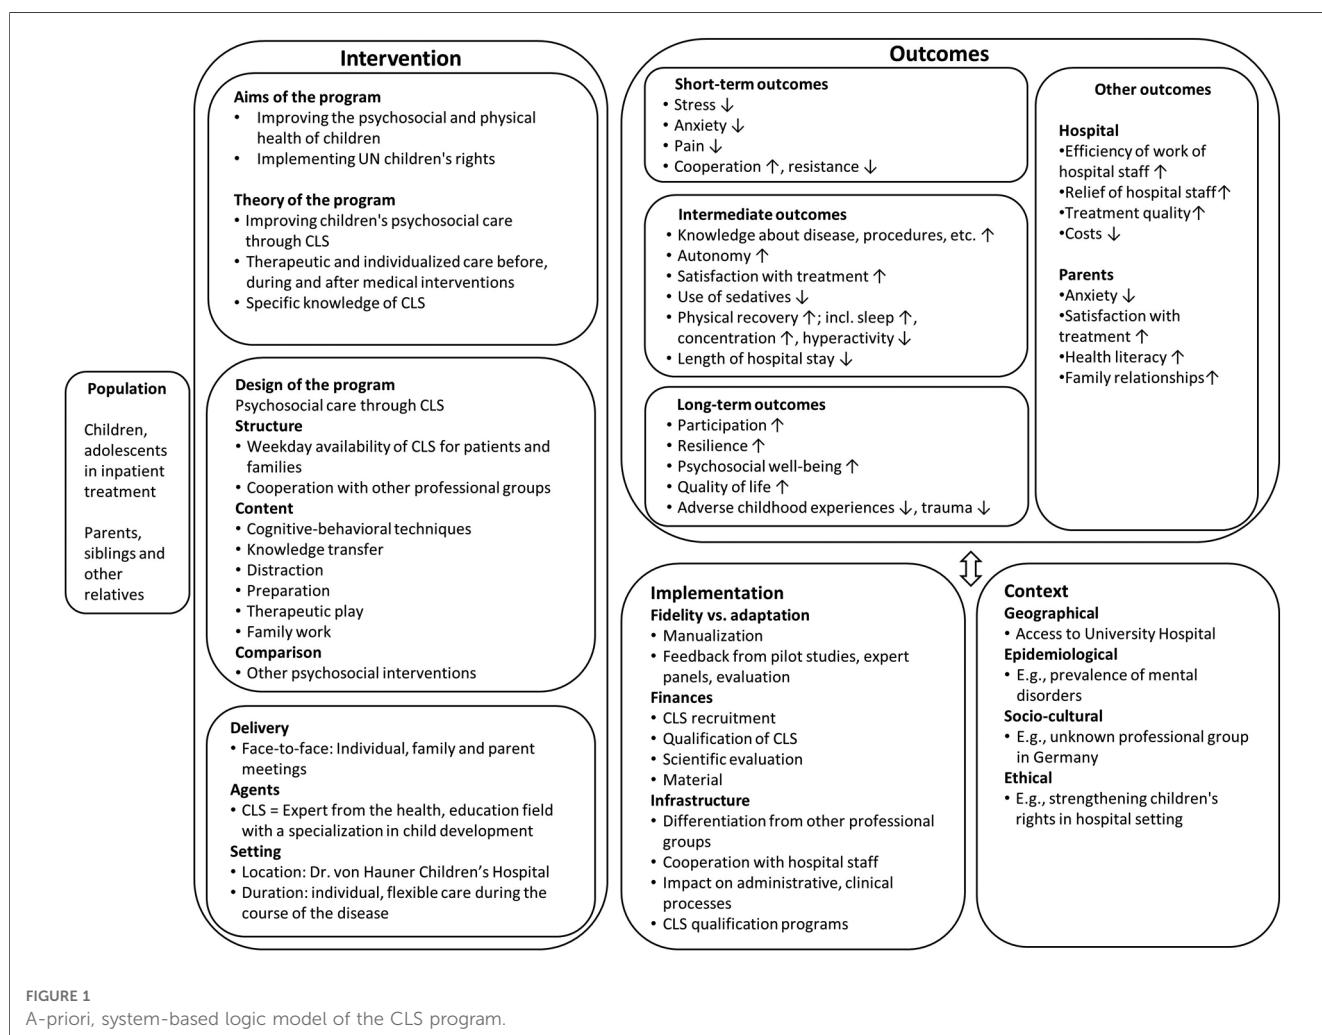 Intervention
Aims of the program
• Improving the psychosocial and physical
health of children
• Implementing UN children's rights
Theory of the program
• Improving children's psychosocial care
through CLS
• Therapeutic and individualized care before,
during and after medical interventions
• Specific knowledge of CLS
Population
Children,
adolescents
in inpatient
treatment
Parents,
siblings and
other
relatives
Design of the program
Psychosocial care through CLS
Structure
• Weekday availability of CLS for patients and
families
• Cooperation with other professional groups
Content
• Cognitive-behavioral techniques
• Knowledge transfer
• Distraction
• Preparation
• Therapeutic play
• Family work
Comparison
• Other psychosocial interventions
Delivery
• Face-to-face: Individual, family and parent
meetings
Agents
• CLS = Expert from the health, education field
with a specialization in child development
Setting
• Location: Dr. von Hauner Children’s Hospital
• Duration: individual, flexible care during the
course of the disease
Outcomes
Short-term outcomes
• Stress ↓
• Anxiety ↓
• Pain ↓
• Cooperation ↑, resistance ↓
Intermediate outcomes
• Knowledge about disease, procedures, etc. ↑
• Autonomy ↑
• Satisfaction with treatment ↑
• Use of sedatives ↓
• Physical recovery ↑; incl. sleep ↑,
concentration ↑, hyperactivity ↓
• Length of hospital stay ↓
Long-term outcomes
• Participation ↑
• Resilience ↑
• Psychosocial well-being ↑
• Quality of life ↑
• Adverse childhood experiences ↓, trauma ↓
Other outcomes
Hospital
•Efficiency of work of
hospital staff ↑
•Relief of hospital staff↑
•Treatment quality↑
•Costs ↓
Parents
•Anxiety ↓
•Satisfaction with
treatment ↑
•Health literacy ↑
•Family relationships↑
Implementation
Fidelity vs. adaptation
• Manualization
• Feedback from pilot studies, expert
panels, evaluation
Finances
• CLS recruitment
• Qualification of CLS
• Scientific evaluation
• Material
Infrastructure
• Differentiation from other professional
groups
• Cooperation with hospital staff
• Impact on administrative, clinical
processes
• CLS qualification programs
Context
Geographical
• Access to University Hospital
Epidemiological
• E.g., prevalence of mental
disorders
Socio-cultural
• E.g., unknown professional group
in Germany
Ethical
• E.g., strengthening children's
rights in hospital setting
FIGURE 1
A-priori, system-based logic model of the CLS program.